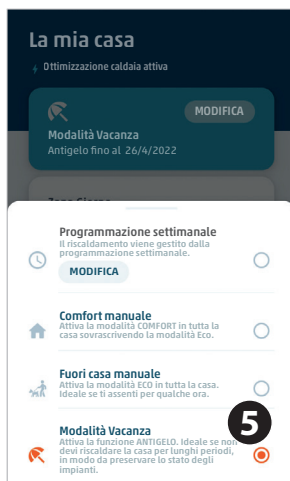 La mia casa
Ottimizzazione caldaia attiva
MODIFICA
Modalità Vacanza
Antigelo fino al 26/4/2022
Programmazione settimanale
Il riscaldamento viene gestito dalla
programmazione settimanale.
MODIFICA
Comfort manuale
Attiva la modalità COMFORT in tutta la
casa sovrascrivendo la modalità Eco.
Fuori casa manuale
Attiva la modalità ECO in tutta la casa.
Ideale se ti assenti per qualche ora.
5
Modalità Vacanza
Attiva la funzione ANTIGELO. Ideale se non
devi riscaldare la casa per lunghi periodi,
in modo da preservare lo stato degli
impianti.